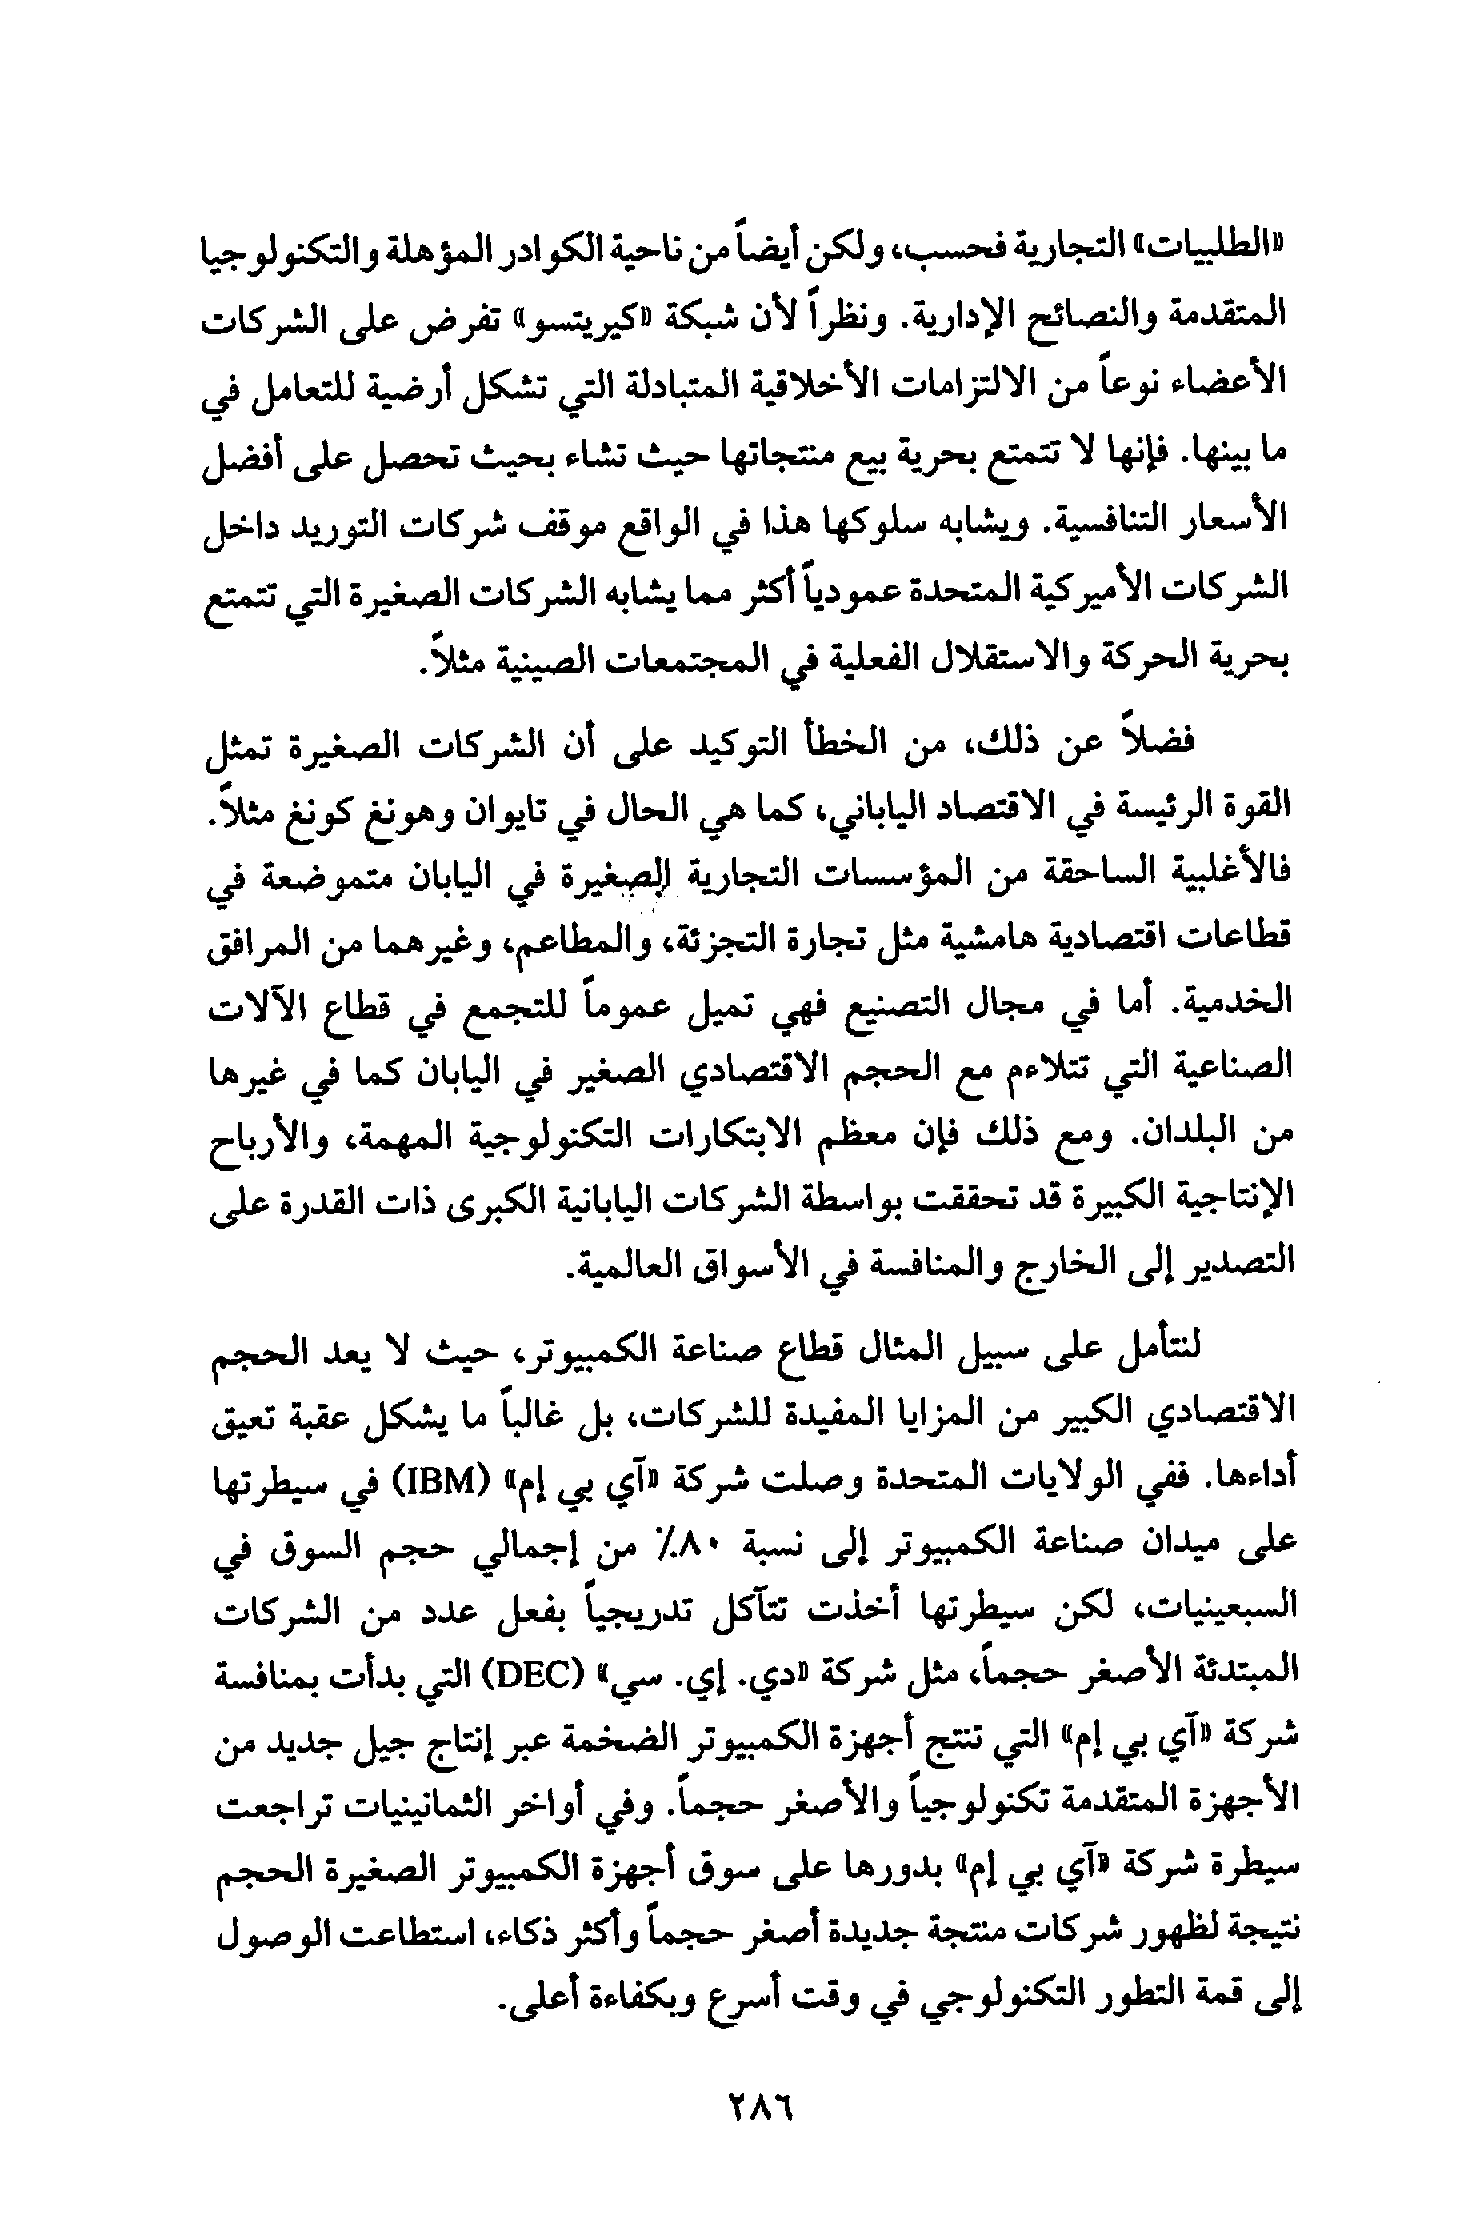 «الطلبيات» التجارية فحسب، ولكن أيضاً من ناحية الكوادر المؤهلة والتكنولوجيا
المتقدمة والنصائح الإدارية. ونظراً لأن شبكة «كيريتسو» تفرض على الشركات
الأعضاء نوعاً من الالتزامات الأخلاقية المتبادلة التي تشكل أرضية للتعامل في
ما بينها. فإنها لا تتمتع بحرية بيع منتجاتها حيث تشاء بحيث تحصل على أفضل
الأسعار التنافسية. ويشابه سلوكها هذا في الواقع موقف شركات التوريد داخل
الشركات الأميركية المتحدة عمودياً أكثر مما يشابه الشركات الصغيرة التي تتمتع
بحرية الحركة والاستقلال الفعلية في المجتمعات الصينية مثلاً.
فضلاً عن ذلك، من الخطأ التوكيد على أن الشركات الصغيرة تمثل
القوة الرئيسة في الاقتصاد الياباني، كما هي الحال في تايوان وهونغ كونغ مثلاً.
فالأغلبية الساحقة من المؤسسات التجارية الصغيرة في اليابان متموضعة في
قطاعات اقتصادية هامشية مثل تجارة التجزئة، والمطاعم، وغيرهما من المرافق
الخدمية. أما في مجال التصنيع فهي تميل عموماً للتجمع في قطاع الآلات
الصناعية التي تتلاءم مع الحجم الاقتصادي الصغير في اليابان كما في غيرها
من البلدان. ومع ذلك فإن معظم الابتكارات التكنولوجية المهمة، والأرباح
الإنتاجية الكبيرة قد تحققت بواسطة الشركات اليابانية الكبرى ذات القدرة على
التصدير إلى الخارج والمنافسة في الأسواق العالمية.
لنتأمل على سبيل المثال قطاع صناعة الكمبيوتر، حيث لا يعد الحجم
الاقتصادي الكبير من المزايا المفيدة للشركات، بل غالباً ما يشكل عقبة تعيق
أداءها. ففي الولايات المتحدة وصلت شركة «آي بي إم» (IBM) في سيطرتها
على ميدان صناعة الكمبيوتر إلى نسبة ٨٠٪ من إجمالي حجم السوق في
السبعينيات، لكن سيطرتها أخذت تتآكل تدريجياً بفعل عدد من الشركات
المبتدئة الأصغر حجماً، مثل شركة «دي. إي. سي» (DEC) التي بدأت بمنافسة
شركة «آي بي إم» التي تنتج أجهزة الكمبيوتر الضخمة عبر إنتاج جيل جديد من
الأجهزة المتقدمة تكنولوجياً والأصغر حجماً. وفي أواخر الثمانينيات تراجعت
سيطرة شركة «آي بي إم» بدورها على سوق أجهزة الكمبيوتر الصغيرة الحجم
نتيجة لظهور شركات منتجة جديدة أصغر حجماً وأكثر ذكاء، استطاعت الوصول
إلى قمة التطور التكنولوجي في وقت أسرع وبكفاءة أعلى.
٢٨٦